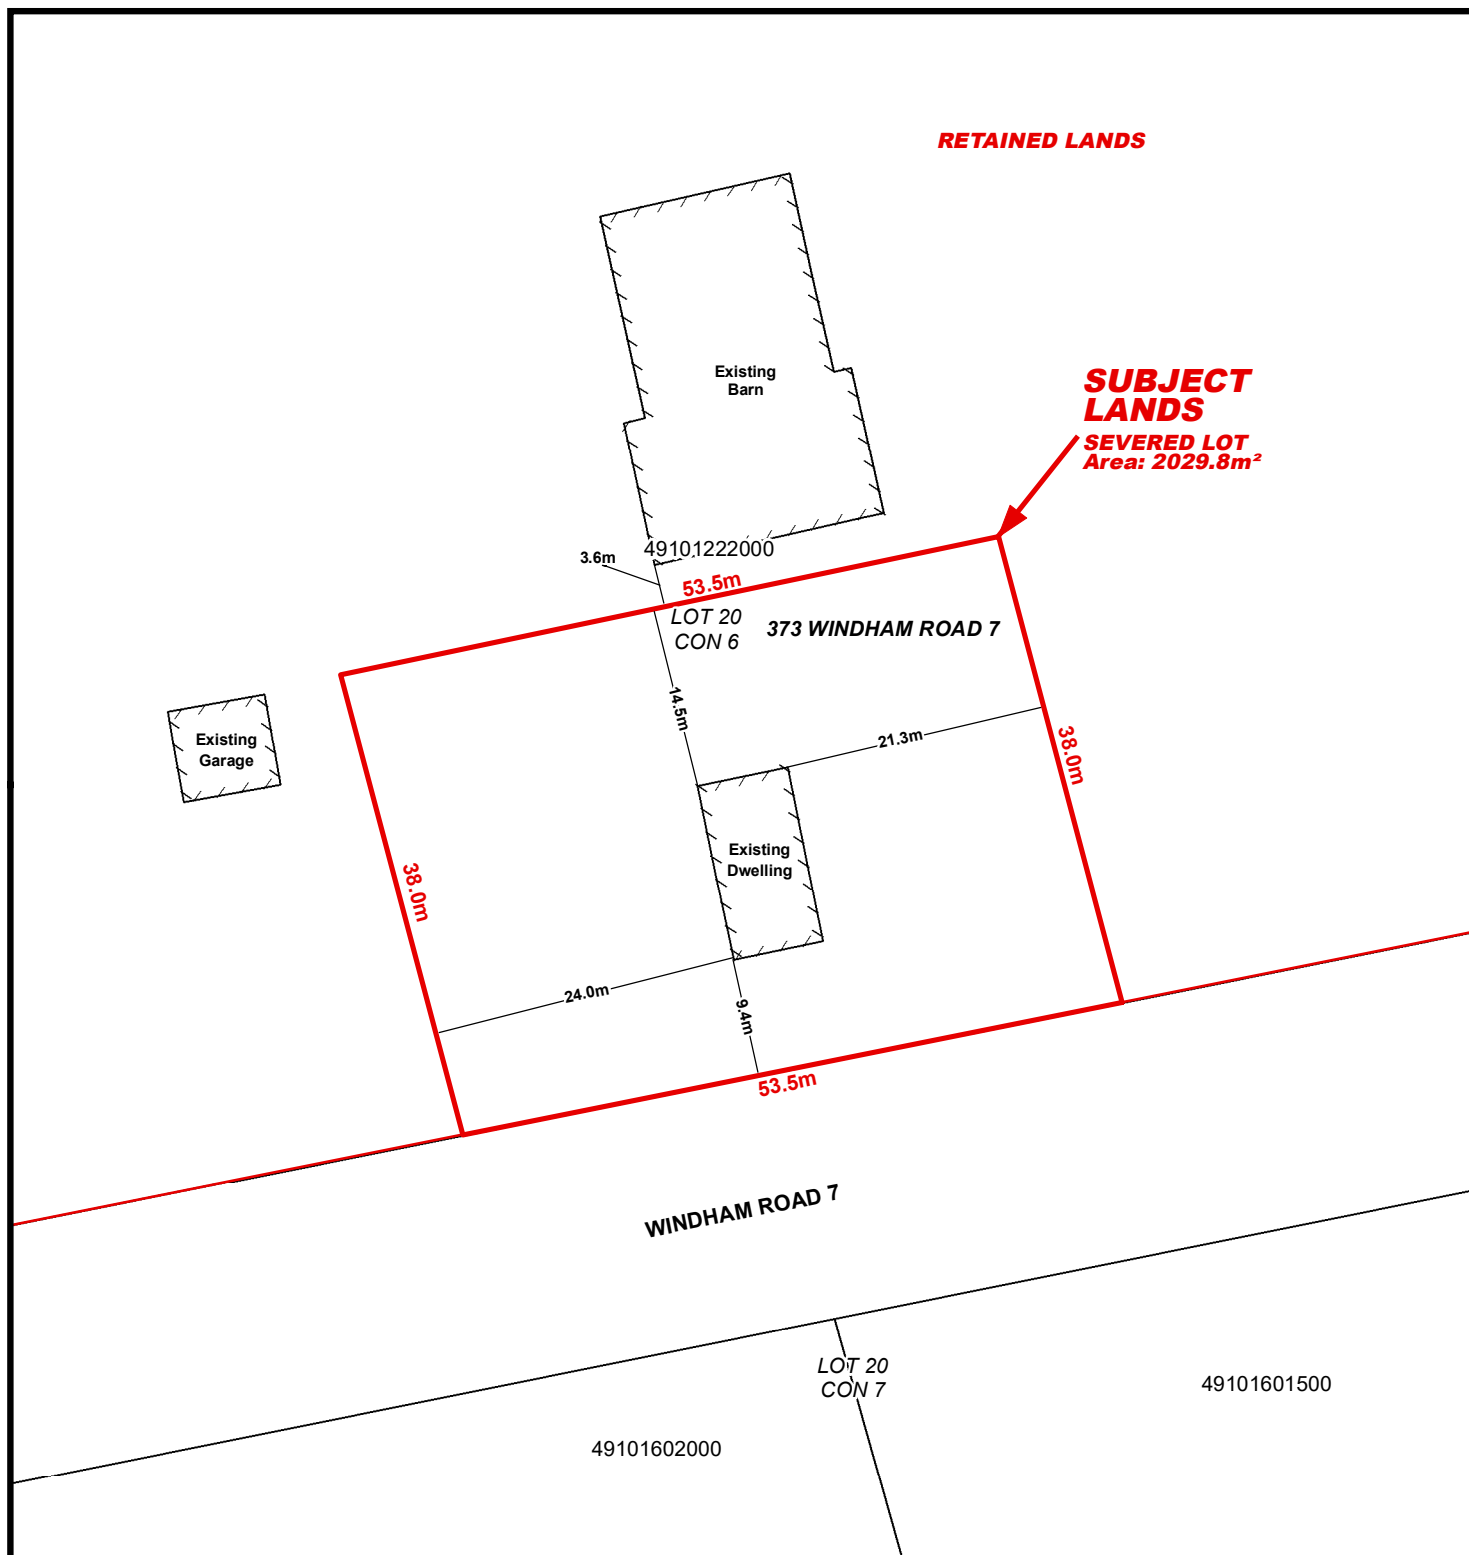 RETAINED LANDS
Existing
Barn
SUBJECT
LANDS
SEVERED LOT
Area: 2029.8m²
49101222000
3.6m
53.5m
LOT 20
CON 6
373 WINDHAM ROAD 7
14.5m
21.3m
38.0m
Existing
Garage
Existing
Dwelling
38.0m
24.0m
9.4m
53.5m
WINDHAM ROAD 7
LOT 20
CON 7
49101601500
49101602000